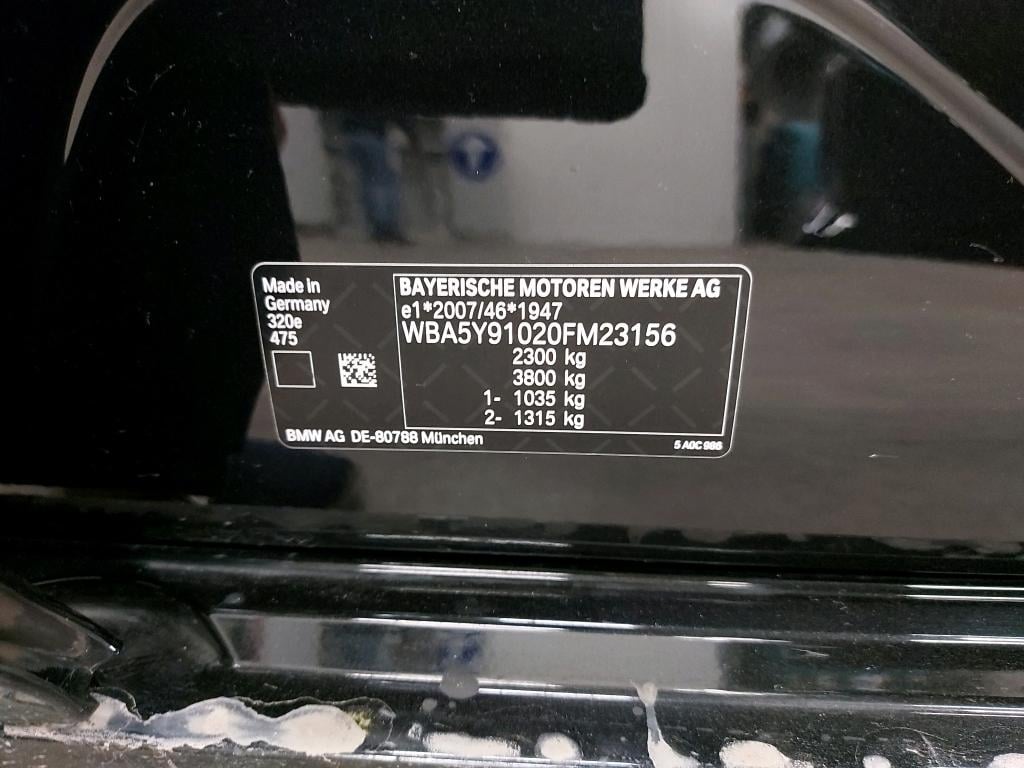 Made in
Germany
320e
475
BAYERISCHE MOTOREN WERKE AG
e1*2007/46*1947
WBA5Y91020FM23156
2300 kg
3800 kg
1- 1035 kg
2- 1315 kg
BMW AG DE-80788 München
5 A0C 986